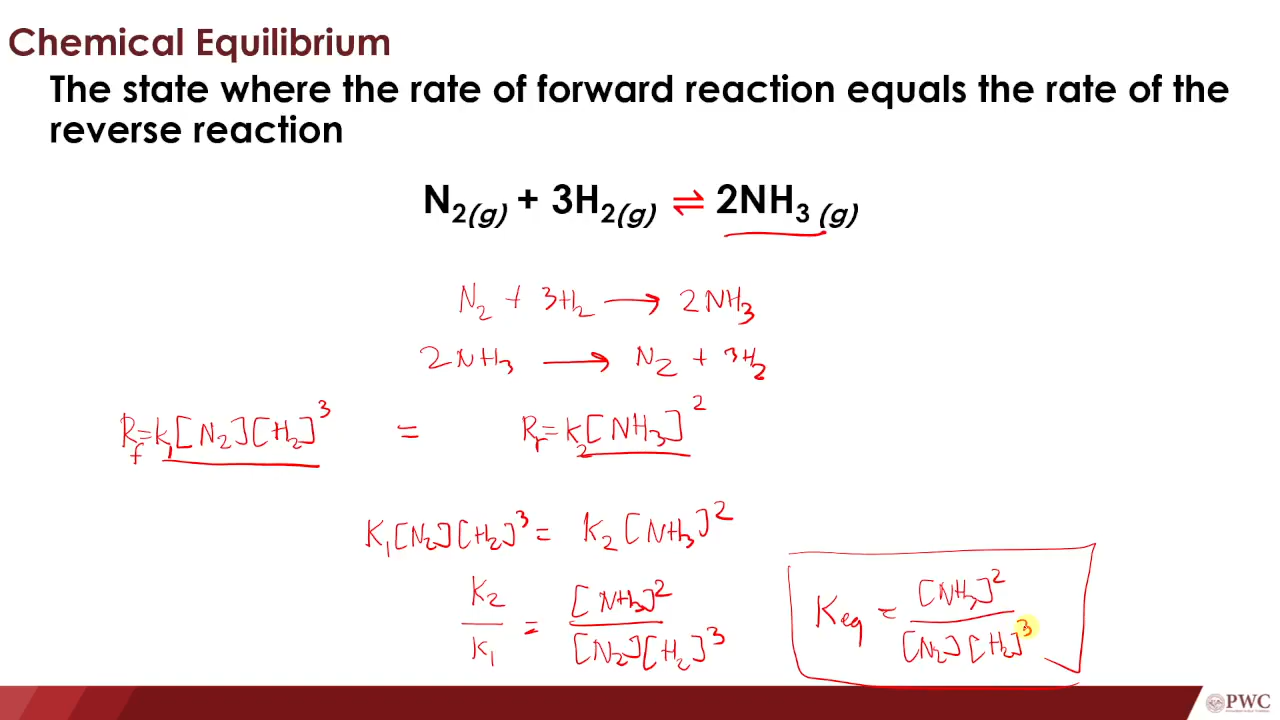 Chemical Equilibrium
The state where the rate of forward reaction equals the rate of the
reverse reaction
N₂(g) + 3H₂(g) ⇌ 2NH₃ (g)
N₂ + 3H₂ → 2NH₃
2NH₃ → N₂ + 3H₂
R_f = k₁[N₂][H₂]³ = R_r = k₂[NH₃]²
K₁[N₂][H₂]³ = K₂[NH₃]²
K₂/K₁ = [NH₃]²/[N₂][H₂]³
Keq = [NH₃]²/[N₂][H₂]³
PWC